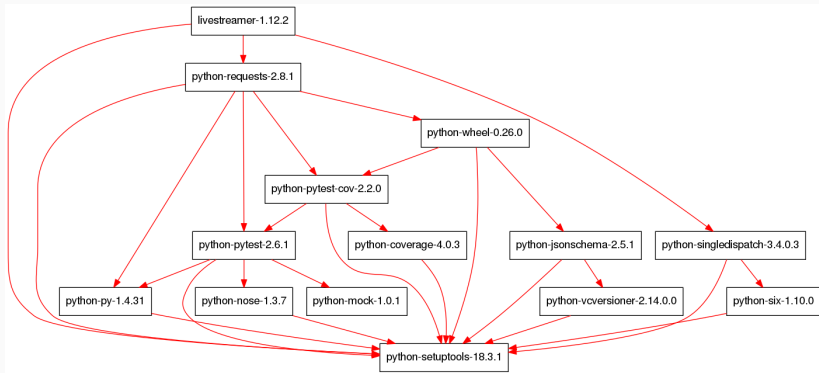 livestreamer-1.12.2
python-requests-2.8.1
python-wheel-0.26.0
python-pytest-cov-2.2.0
python-pytest-2.6.1
python-coverage-4.0.3
python-jsonschema-2.5.1
python-singledispatch-3.4.0.3
python-py-1.4.31
python-nose-1.3.7
python-mock-1.0.1
python-vcversioner-2.14.0.0
python-six-1.10.0
python-setuptools-18.3.1